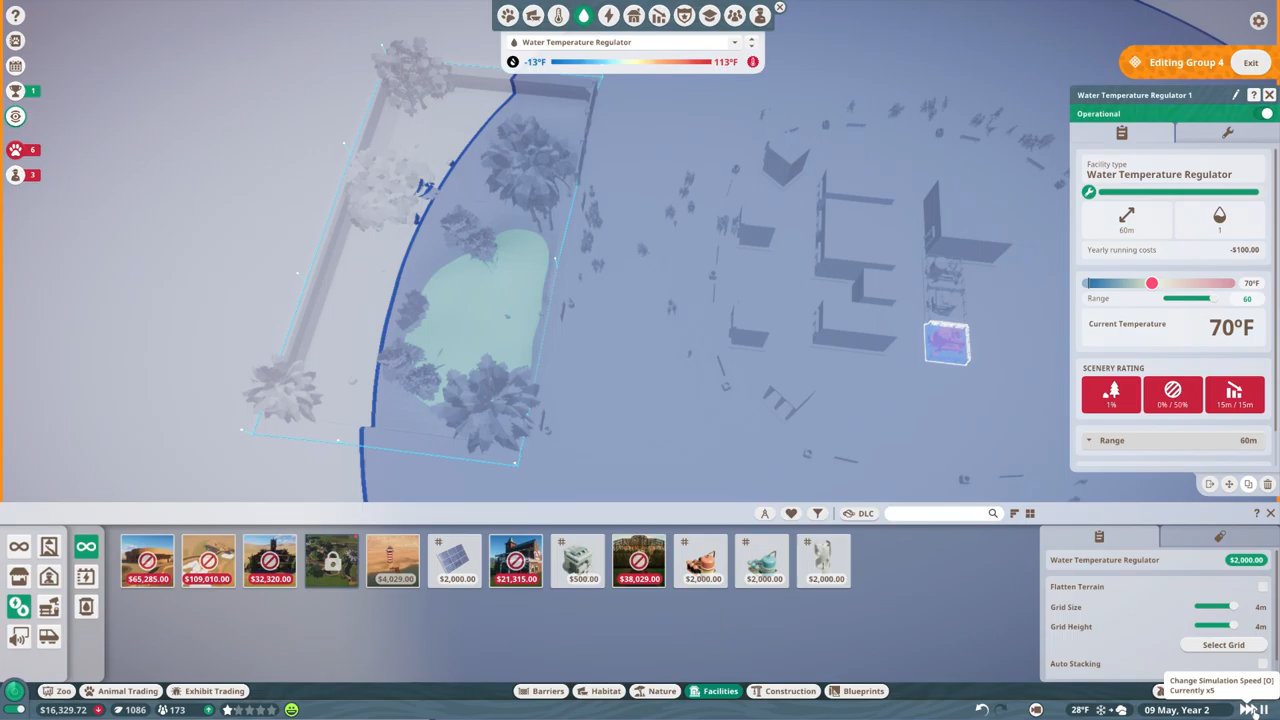 Water Temperature Regulator
-13°F
113°F
Editing Group 4
Exit
1
6
3
Water Temperature Regulator 1
Operational
Facility type
Water Temperature Regulator
60m
1
Yearly running costs
-$100.00
70°F
Range
60
Current Temperature
70°F
SCENERY RATING
1%
0% / 50%
15m / 15m
Range
60m
DLC
$65,285.00
$109,010.00
$32,320.00
$4,029.00
$2,000.00
$21,315.00
$500.00
$38,029.00
$2,000.00
$2,000.00
$2,000.00
Water Temperature Regulator
$2,000.00
Flatten Terrain
Grid Size
4m
Grid Height
4m
Select Grid
Auto Stacking
Change Simulation Speed [O]
Currently x5
Zoo
Animal Trading
Exhibit Trading
Barriers
Habitat
Nature
Facilities
Construction
Blueprints
$16,329.72
1086
173
28°F
09 May, Year 2